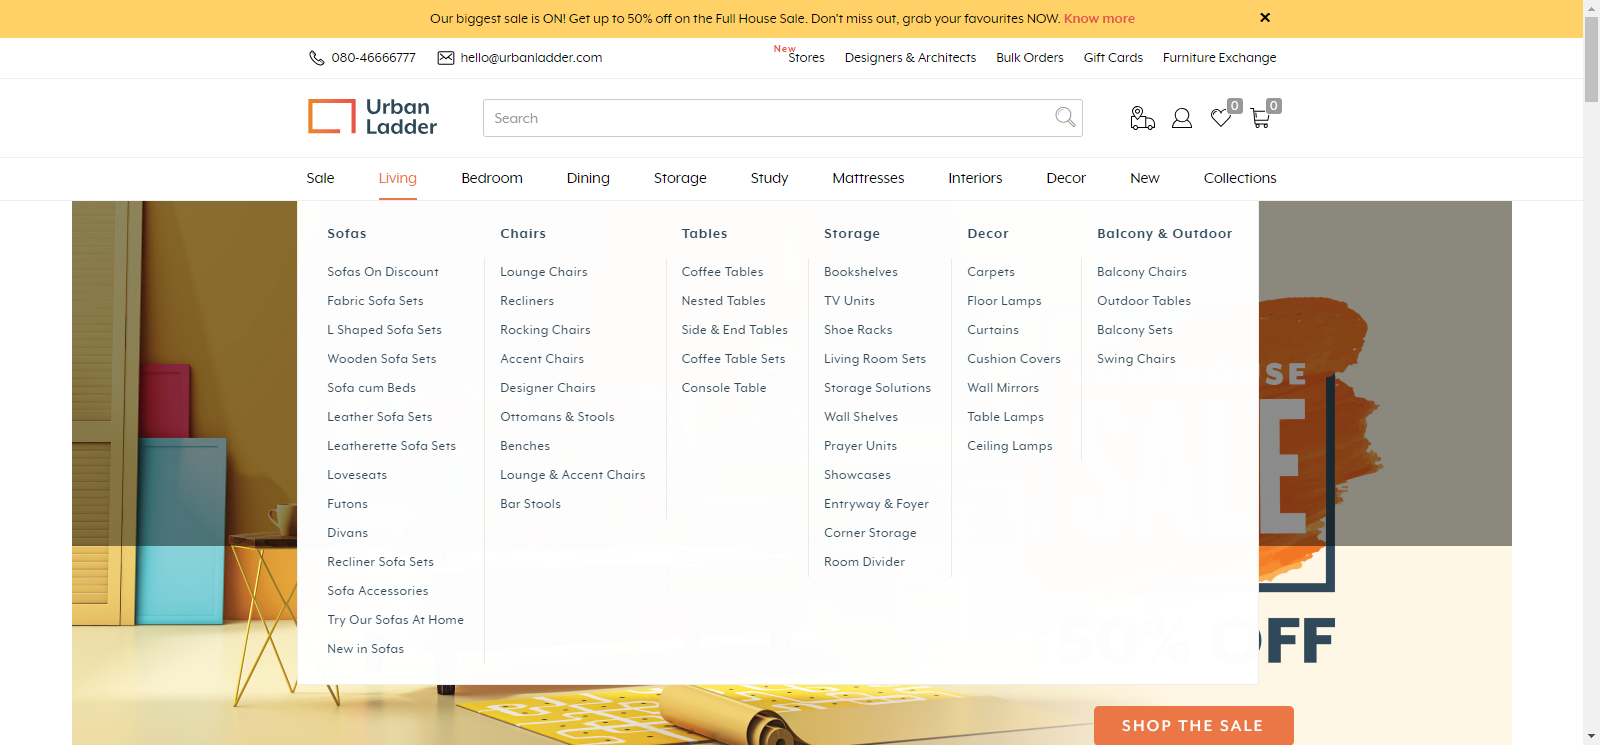 Our biggest sale is ON! Get up to 50% off on the Full House Sale. Don't miss out, grab your favourites NOW. Know more
080-46666777 hello@urbanladder.com New Stores Designers & Architects Bulk Orders Gift Cards Furniture Exchange
Urban
Ladder
Search
0 0
Sale Living Bedroom Dining Storage Study Mattresses Interiors Decor New Collections
Sofas
Sofas On Discount
Fabric Sofa Sets
L Shaped Sofa Sets
Wooden Sofa Sets
Sofa cum Beds
Leather Sofa Sets
Leatherette Sofa Sets
Loveseats
Futons
Divans
Recliner Sofa Sets
Sofa Accessories
Try Our Sofas At Home
New in Sofas
Chairs
Lounge Chairs
Recliners
Rocking Chairs
Accent Chairs
Designer Chairs
Ottomans & Stools
Benches
Lounge & Accent Chairs
Bar Stools
Tables
Coffee Tables
Nested Tables
Side & End Tables
Coffee Table Sets
Console Table
Storage
Bookshelves
TV Units
Shoe Racks
Living Room Sets
Storage Solutions
Wall Shelves
Prayer Units
Showcases
Entryway & Foyer
Corner Storage
Room Divider
Decor
Carpets
Floor Lamps
Curtains
Cushion Covers
Wall Mirrors
Table Lamps
Ceiling Lamps
Balcony & Outdoor
Balcony Chairs
Outdoor Tables
Balcony Sets
Swing Chairs
HOUSE
SALE
50% OFF
SHOP THE SALE